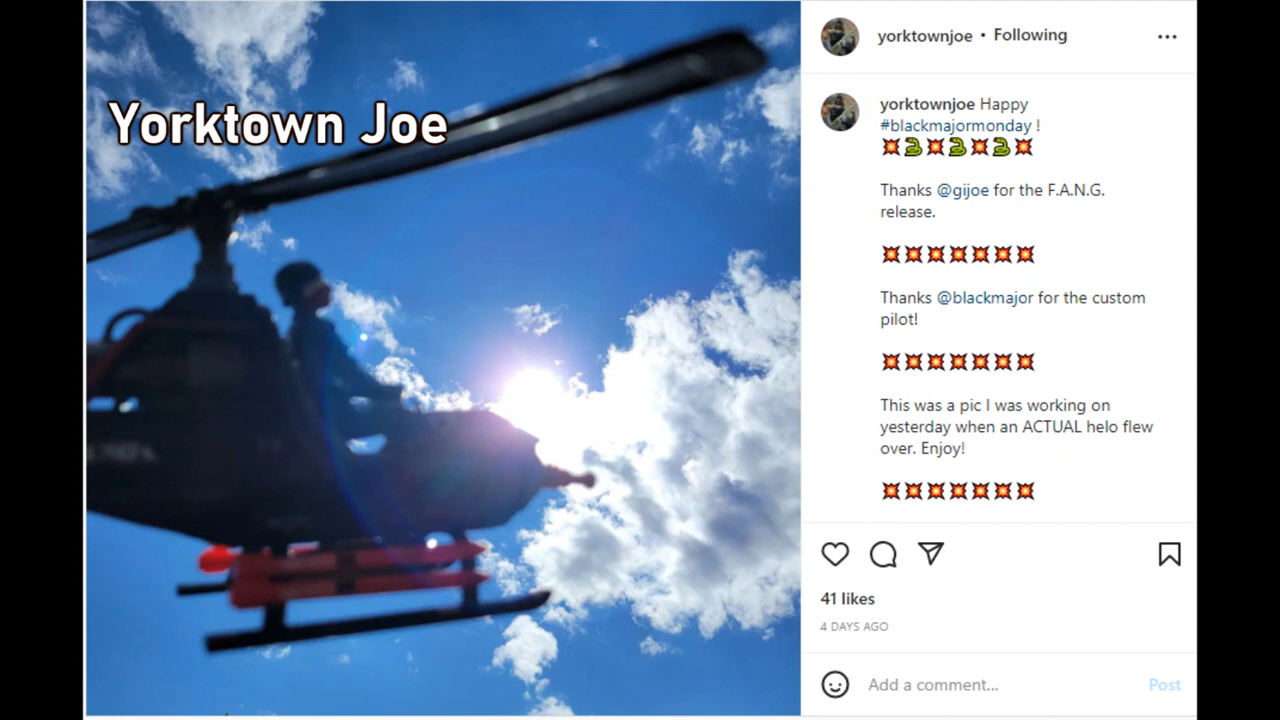 Yorktown Joe
yorktownjoe • Following
yorktownjoe Happy
#blackmajormonday !
💥🐍💥🐍💥🐍💥
Thanks @gijoe for the F.A.N.G.
release.
💥💥💥💥💥💥💥
Thanks @blackmajor for the custom
pilot!
💥💥💥💥💥💥💥
This was a pic I was working on
yesterday when an ACTUAL helo flew
over. Enjoy!
💥💥💥💥💥💥💥
41 likes
4 DAYS AGO
Add a comment...
Post